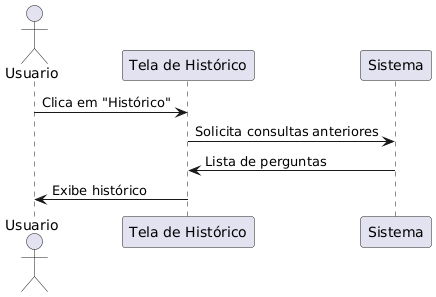 Usuario
Tela de Histórico
Sistema
Clica em "Histórico"
Solicita consultas anteriores
Lista de perguntas
Exibe histórico
Usuario
Tela de Histórico
Sistema